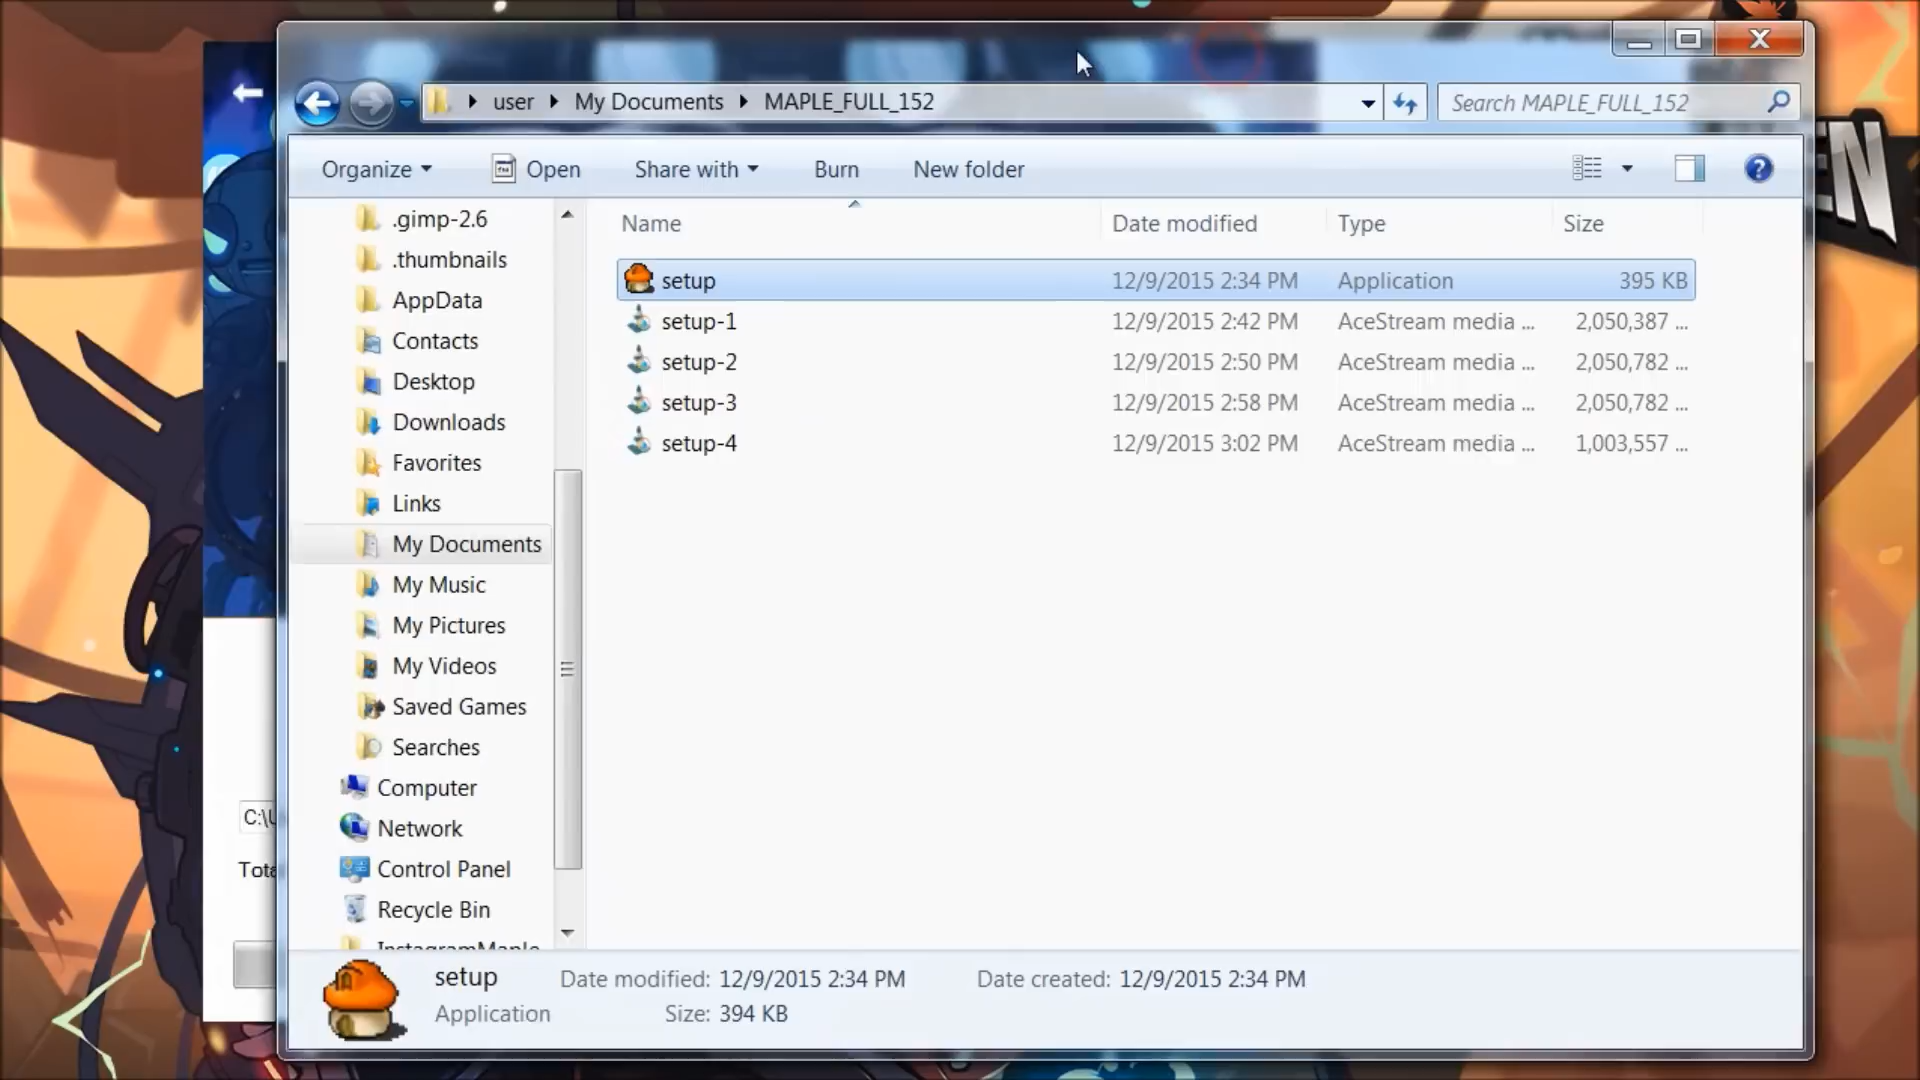 user My Documents MAPLE_FULL_152
Search MAPLE_FULL_152
Organize Open Share with Burn New folder
Name Date modified Type Size
.gimp-2.6
.thumbnails
AppData
Contacts
Desktop
Downloads
Favorites
Links
My Documents
My Music
My Pictures
My Videos
Saved Games
Searches
Computer
Network
Control Panel
Recycle Bin
InstagramMaple
setup 12/9/2015 2:34 PM Application 395 KB
setup-1 12/9/2015 2:42 PM AceStream media ... 2,050,387 ...
setup-2 12/9/2015 2:50 PM AceStream media ... 2,050,782 ...
setup-3 12/9/2015 2:58 PM AceStream media ... 2,050,782 ...
setup-4 12/9/2015 3:02 PM AceStream media ... 1,003,557 ...
setup Date modified: 12/9/2015 2:34 PM Date created: 12/9/2015 2:34 PM
Application Size: 394 KB
C:\U
Tota
EN